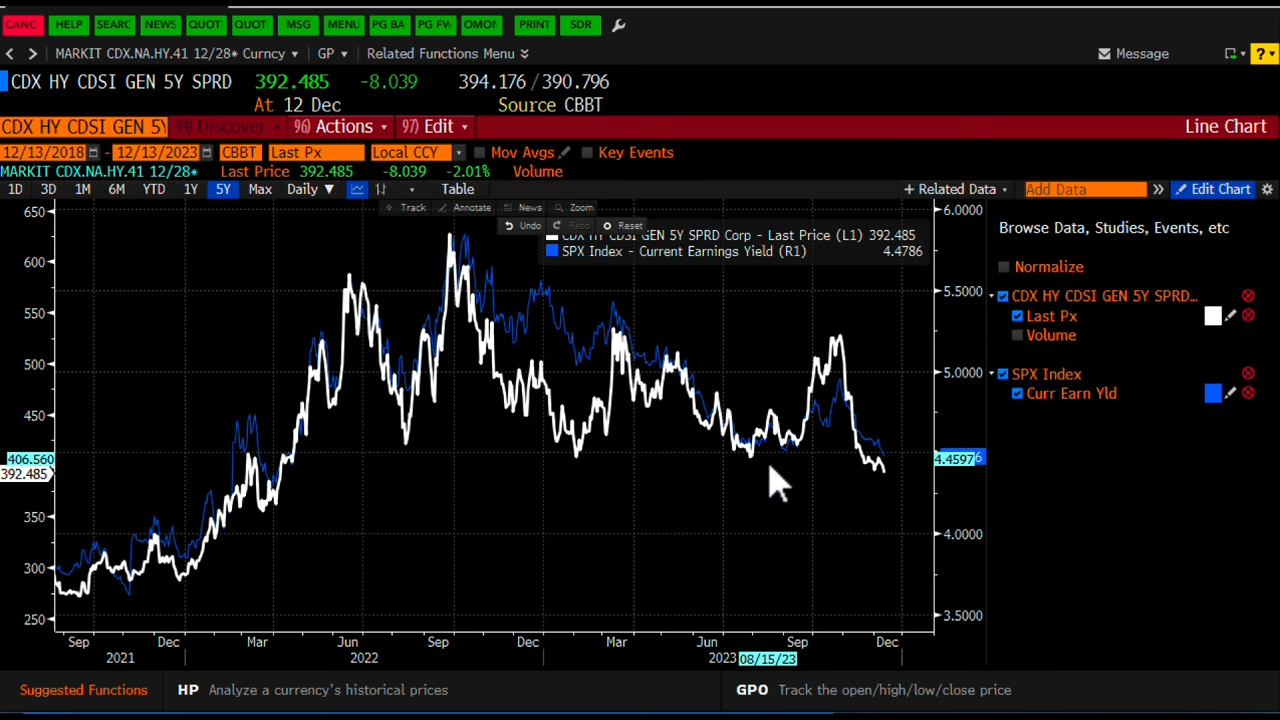 CANC HELP SEARC NEWS QUOT QUOT MSG MENU PG BA PG FW OMON PRINT SDR
MARKIT CDX.NA.HY.41 12/28* Curncy GP Related Functions Menu Message ?
CDX HY CDSI GEN 5Y SPRD 392.485 -8.039 394.176/390.796
At 12 Dec Source CBBT
CDX HY CDSI GEN 5Y 94) Discover 96) Actions 97) Edit Line Chart
12/13/2018 - 12/13/2023 CBBT Last Px Local CCY Mov Avgs Key Events
MARKIT CDX.NA.HY.41 12/28* Last Price 392.485 -8.039 -2.01% Volume
1D 3D 1M 6M YTD 1Y 5Y Max Daily ▼ Table + Related Data Add Data Edit Chart
Track Annotate News Zoom
Undo Redo Reset
CDX HY CDSI GEN 5Y SPRD Corp - Last Price (L1) 392.485
SPX Index - Current Earnings Yield (R1) 4.4786
650
600
550
500
450
406.560
392.485
350
300
250
6.0000
5.5000
5.0000
4.4597
4.0000
3.5000
Browse Data, Studies, Events, etc
Normalize
CDX HY CDSI GEN 5Y SPRD...
Last Px
Volume
SPX Index
Curr Earn Yld
Sep Dec Mar Jun Sep Dec Mar Jun Sep Dec
2021 2022 2023 08/15/23
Suggested Functions HP Analyze a currency's historical prices GPO Track the open/high/low/close price